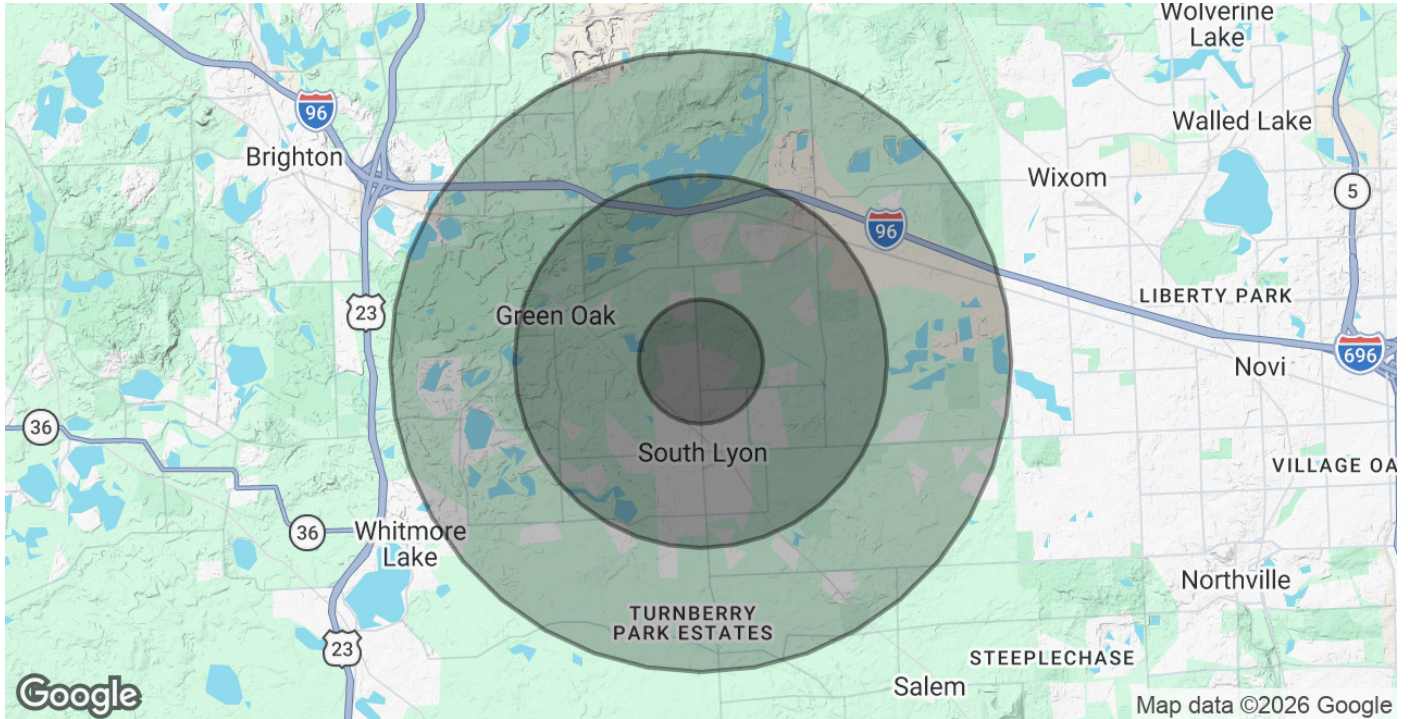 Wolverine
Lake
96
Walled Lake
Brighton
Wixom
5
96
LIBERTY PARK
23
Green Oak
696
Novi
36
South Lyon
VILLAGE OA
36
Whitmore
Lake
Northville
TURNBERRY
PARK ESTATES
23
STEEPLECHASE
Salem
Google
Map data ©2026 Google